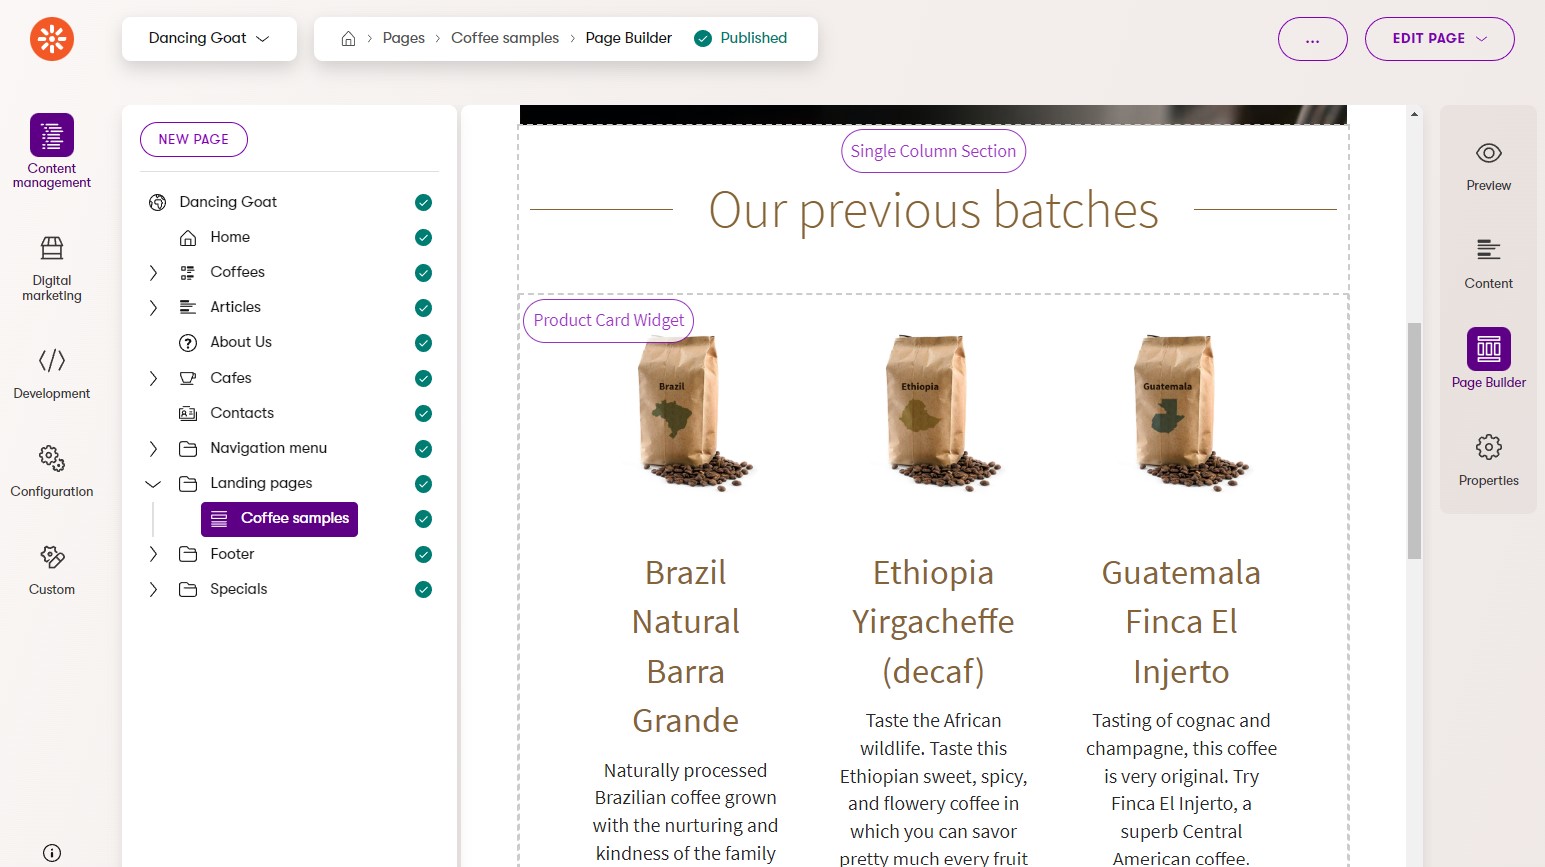 Dancing Goat
Pages
Coffee samples
Page Builder
Published
...
EDIT PAGE
Content
management
Digital
marketing
Development
Configuration
Custom
NEW PAGE
Dancing Goat
Home
Coffees
Articles
About Us
Cafes
Contacts
Navigation menu
Landing pages
Coffee samples
Footer
Specials
Single Column Section
Our previous batches
Product Card Widget
Brazil
Ethiopia
Guatemala
Brazil
Natural
Barra
Grande
Naturally processed
Brazilian coffee grown
with the nurturing and
kindness of the family
Ethiopia
Yirgacheffe
(decaf)
Taste the African
wildlife. Taste this
Ethiopian sweet, spicy,
and flowery coffee in
which you can savor
pretty much every fruit
Guatemala
Finca El
Injerto
Tasting of cognac and
champagne, this coffee
is very original. Try
Finca El Injerto, a
superb Central
American coffee.
Preview
Content
Page Builder
Properties